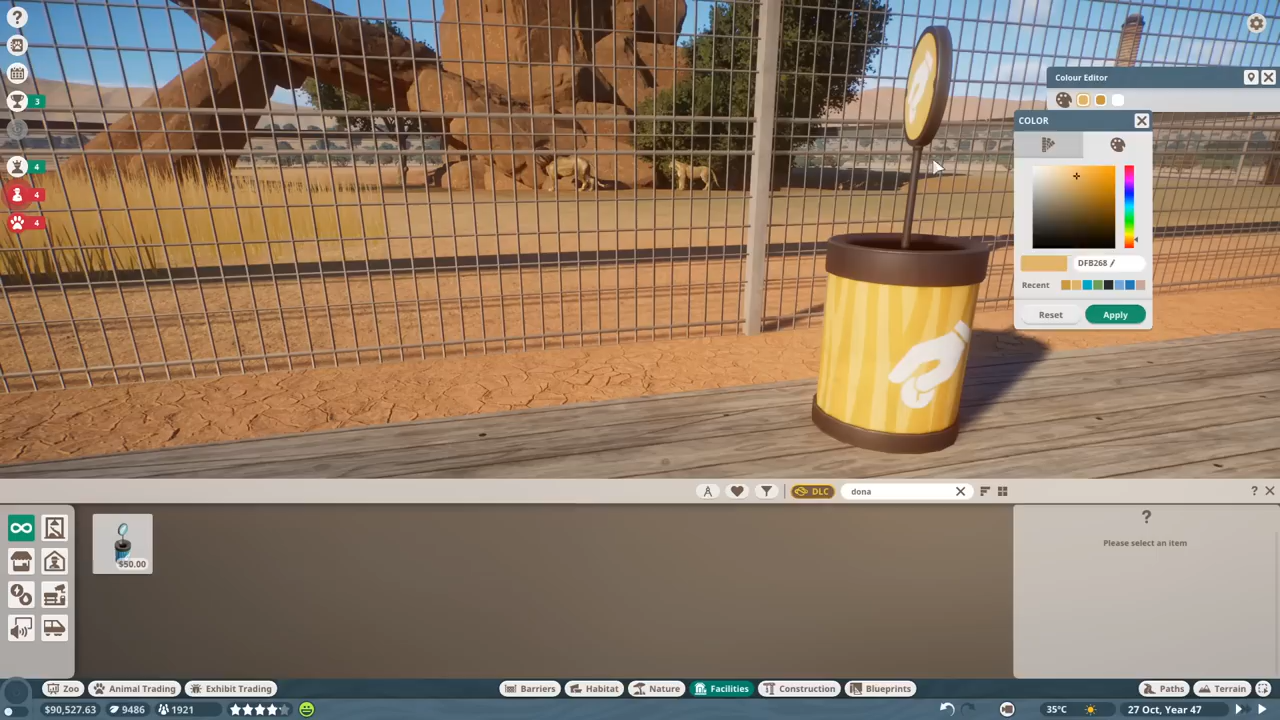 ?
3
4
4
4
Colour Editor
COLOR
DFB268
Recent
Reset
Apply
DLC
dona
?
$50.00
?
Please select an item
Zoo
Animal Trading
Exhibit Trading
Barriers
Habitat
Nature
Facilities
Construction
Blueprints
Paths
Terrain
$90,527.63
9486
1921
35°C
27 Oct, Year 47